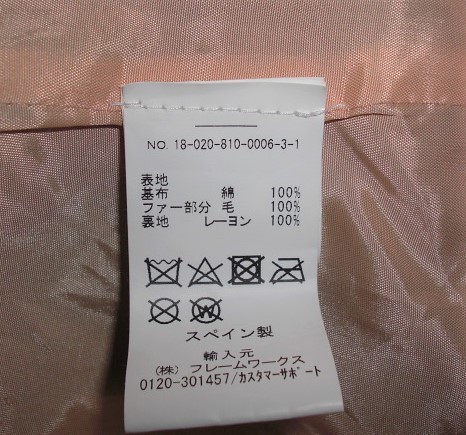 NO. 18-020-810-0006-3-1
表地
基布 綿 100%
ファー部分 毛 100%
裏地 レーヨン 100%
スペイン製
輸入元
(株) フレームワークス
0120-301457/カスタマーサポート